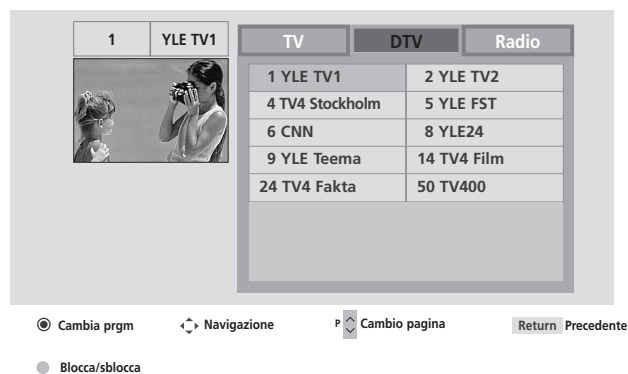 1 YLE TV1
TV DTV Radio
1 YLE TV1 2 YLE TV2
4 TV4 Stockholm 5 YLE FST
6 CNN 8 YLE24
9 YLE Teema 14 TV4 Film
24 TV4 Fakta 50 TV400
Cambia prgm Navigazione P Cambio pagina Return Precedente
Blocca/sblocca